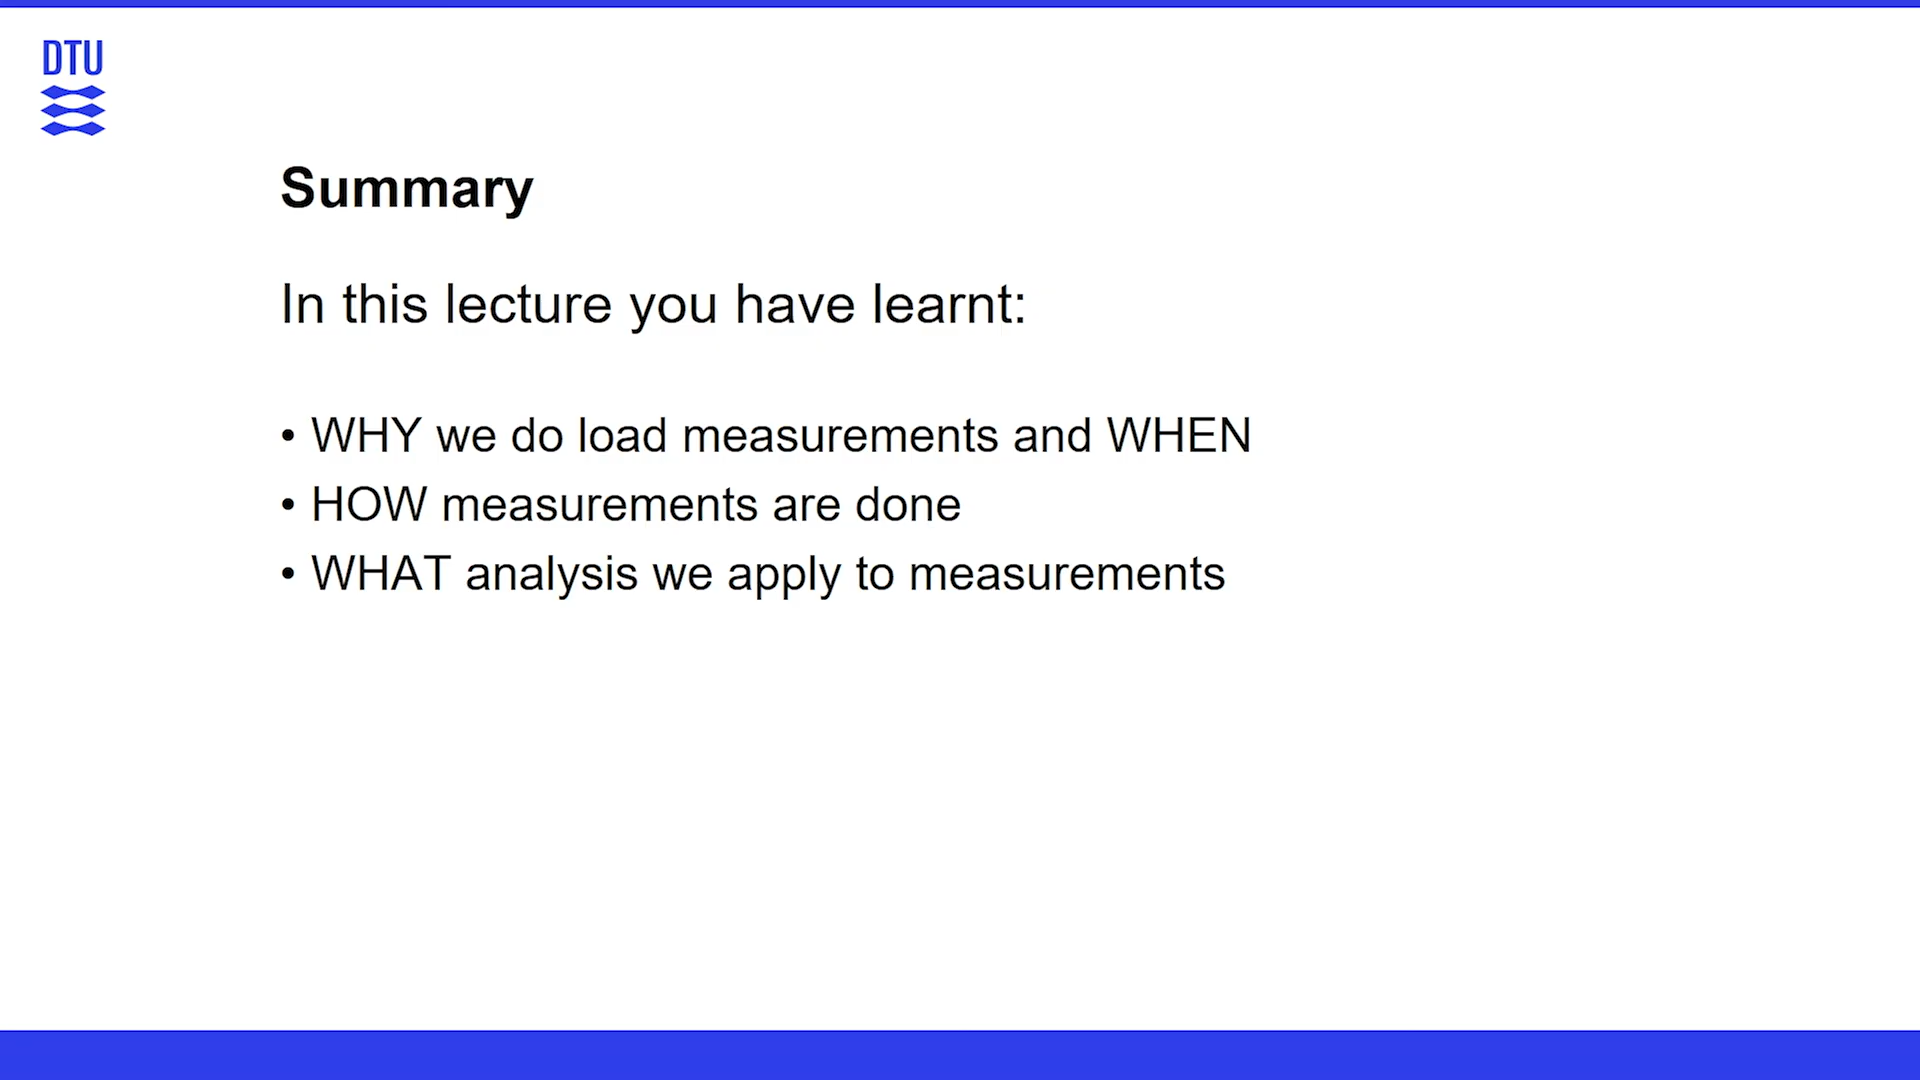 DTU
Summary
In this lecture you have learnt:
• WHY we do load measurements and WHEN
• HOW measurements are done
• WHAT analysis we apply to measurements